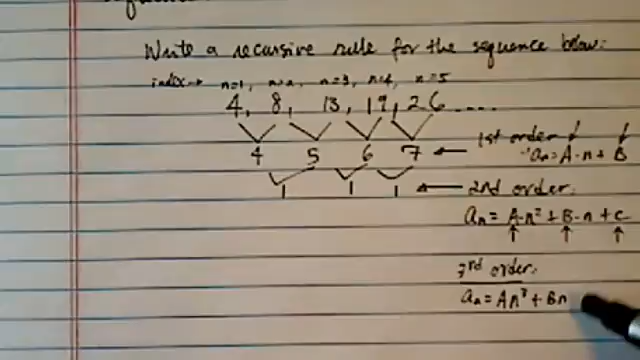 Write a recursive rule for the sequence below:
index→ n=1, n=2, n=3, n=4, n=5
4, 8, 13, 19, 26 ....
4 5 6 7 ← 1st order ↓ ↓
aₙ = A·n + B
1 1 1 ← 2nd order.
aₙ = A·n² + B·n + C
↑ ↑ ↑
3rd order.
aₙ = An³ + Bn